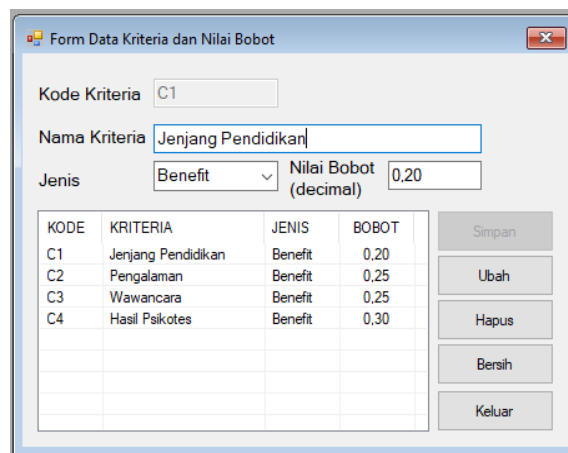 Form Data Kriteria dan Nilai Bobot
Kode Kriteria C1
Nama Kriteria Jenjang Pendidikan
Jenis Benefit Nilai Bobot (decimal) 0,20
KODE KRITERIA JENIS BOBOT
C1 Jenjang Pendidikan Benefit 0,20
C2 Pengalaman Benefit 0,25
C3 Wawancara Benefit 0,25
C4 Hasil Psikotes Benefit 0,30
Simpan
Ubah
Hapus
Bersih
Keluar